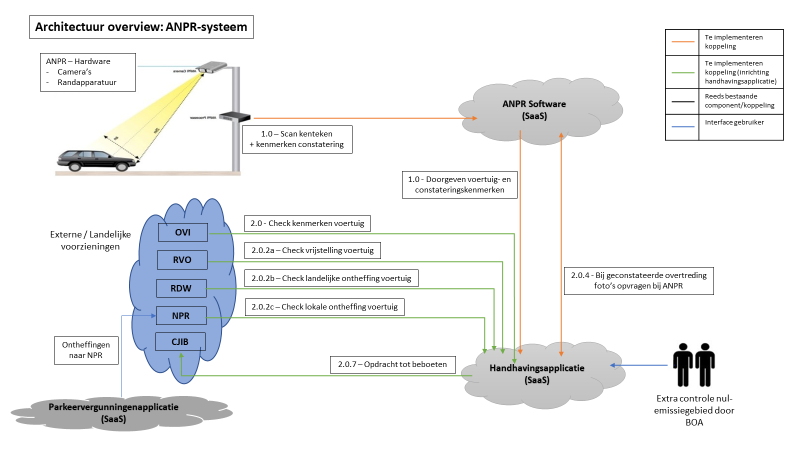 Architectuur overview: ANPR-systeem
ANPR – Hardware
- Camera's
- Randapparatuur
1.0 – Scan kenteken
+ kenmerken constatering
ANPR Software
(SaaS)
Te implementeren
koppeling
Te implementeren
koppeling (inrichting
handhavingsapplicatie)
Reeds bestaande
component/koppeling
Interface gebruiker
1.0 - Doorgeven voertuig- en
constateringskenmerken
Externe / Landelijke
voorzieningen
OVI
RVO
RDW
NPR
CJIB
2.0 - Check kenmerken voertuig
2.0.2a – Check vrijstelling voertuig
2.0.2b – Check landelijke ontheffing voertuig
2.0.2c – Check lokale ontheffing voertuig
2.0.4 - Bij geconstateerde overtreding
foto's opvragen bij ANPR
Ontheffingen
naar NPR
2.0.7 – Opdracht tot beboeten
Handhavingsapplicatie
(SaaS)
Parkeervergunningenapplicatie
(SaaS)
Extra controle nul-
emissiegebied door
BOA